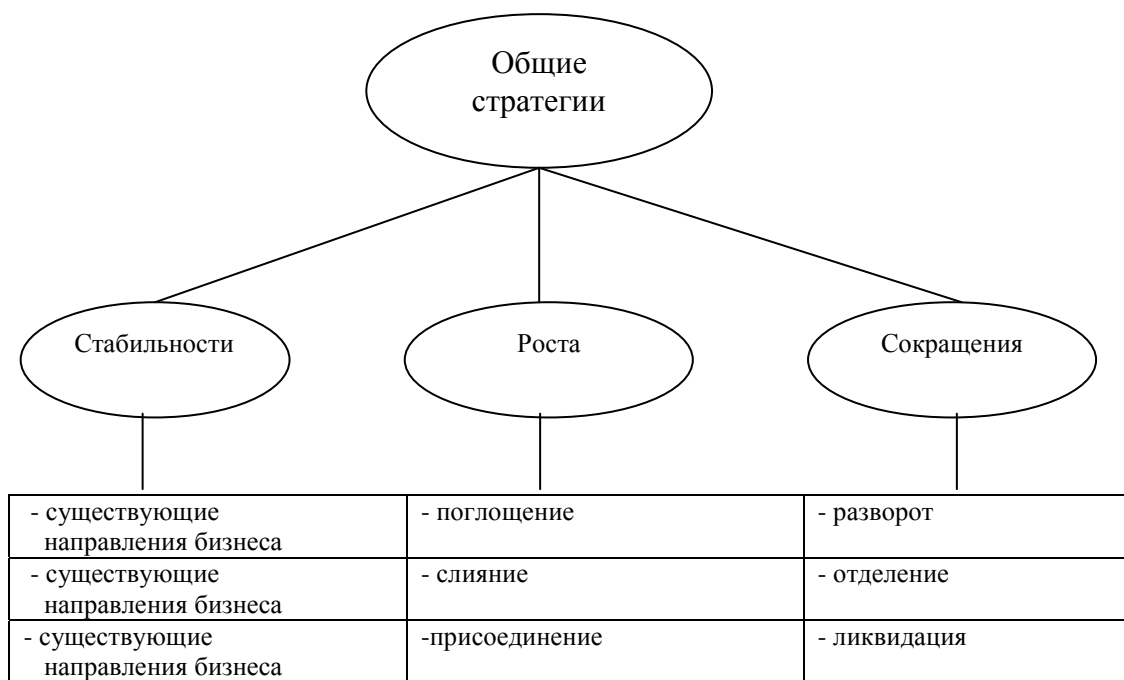 Общие
стратегии
Стабильности
Роста
Сокращения
- существующие
направления бизнеса
- поглощение
- разворот
- существующие
направления бизнеса
- слияние
- отделение
- существующие
направления бизнеса
-присоединение
- ликвидация